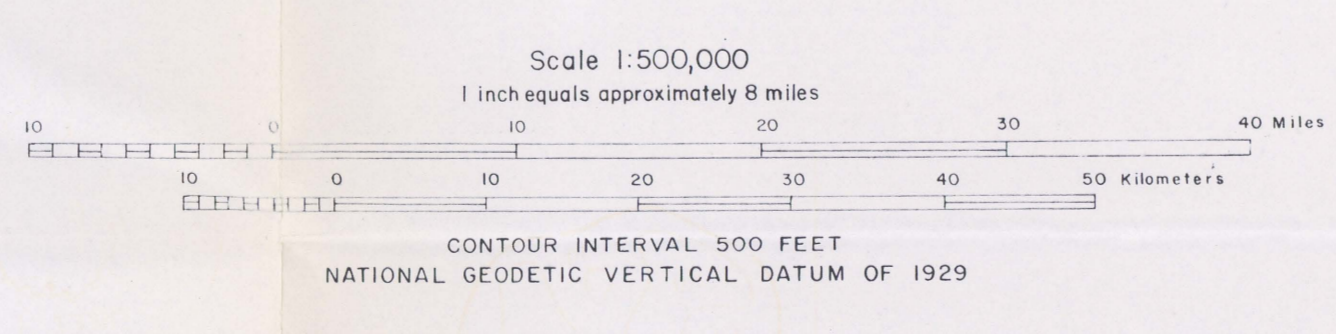 Scale 1:500,000
1 inch equals approximately 8 miles
10 0 10 20 30 40 Miles
10 0 10 20 30 40 50 Kilometers
CONTOUR INTERVAL 500 FEET
NATIONAL GEODETIC VERTICAL DATUM OF 1929